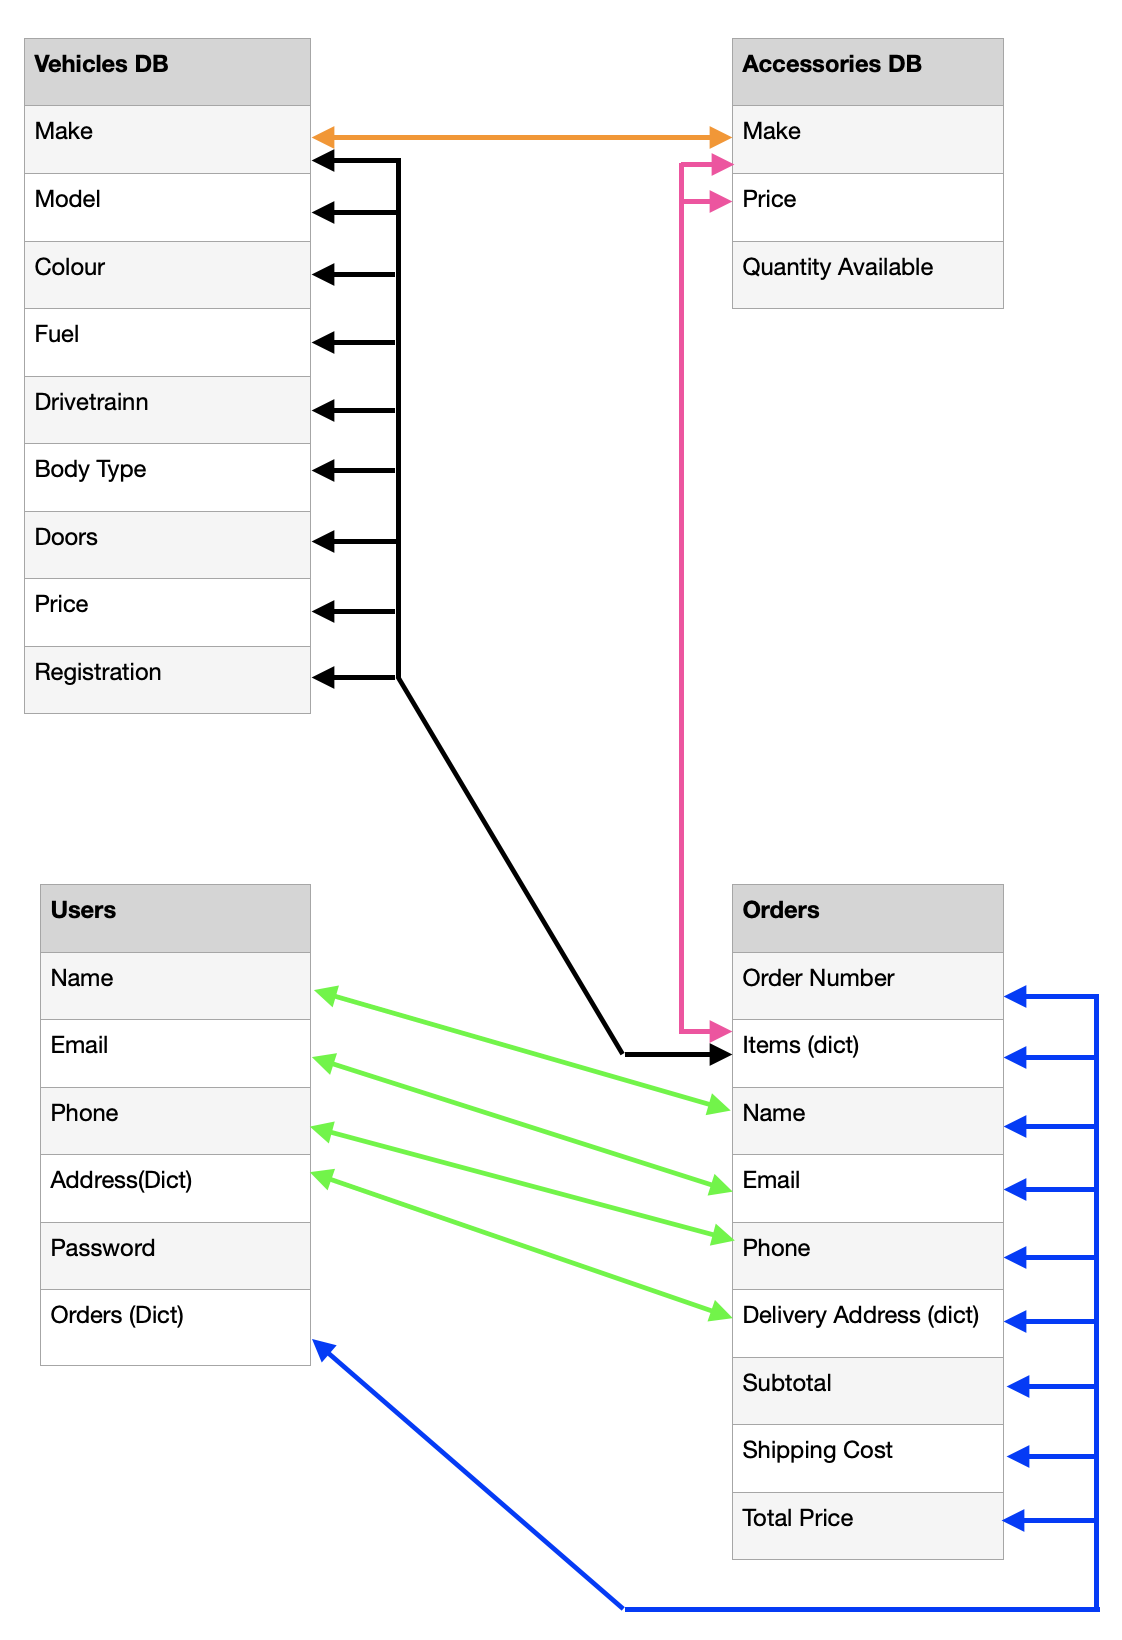 Vehicles DB
Make
Model
Colour
Fuel
Drivetrainn
Body Type
Doors
Price
Registration
Accessories DB
Make
Price
Quantity Available
Users
Name
Email
Phone
Address(Dict)
Password
Orders (Dict)
Orders
Order Number
Items (dict)
Name
Email
Phone
Delivery Address (dict)
Subtotal
Shipping Cost
Total Price